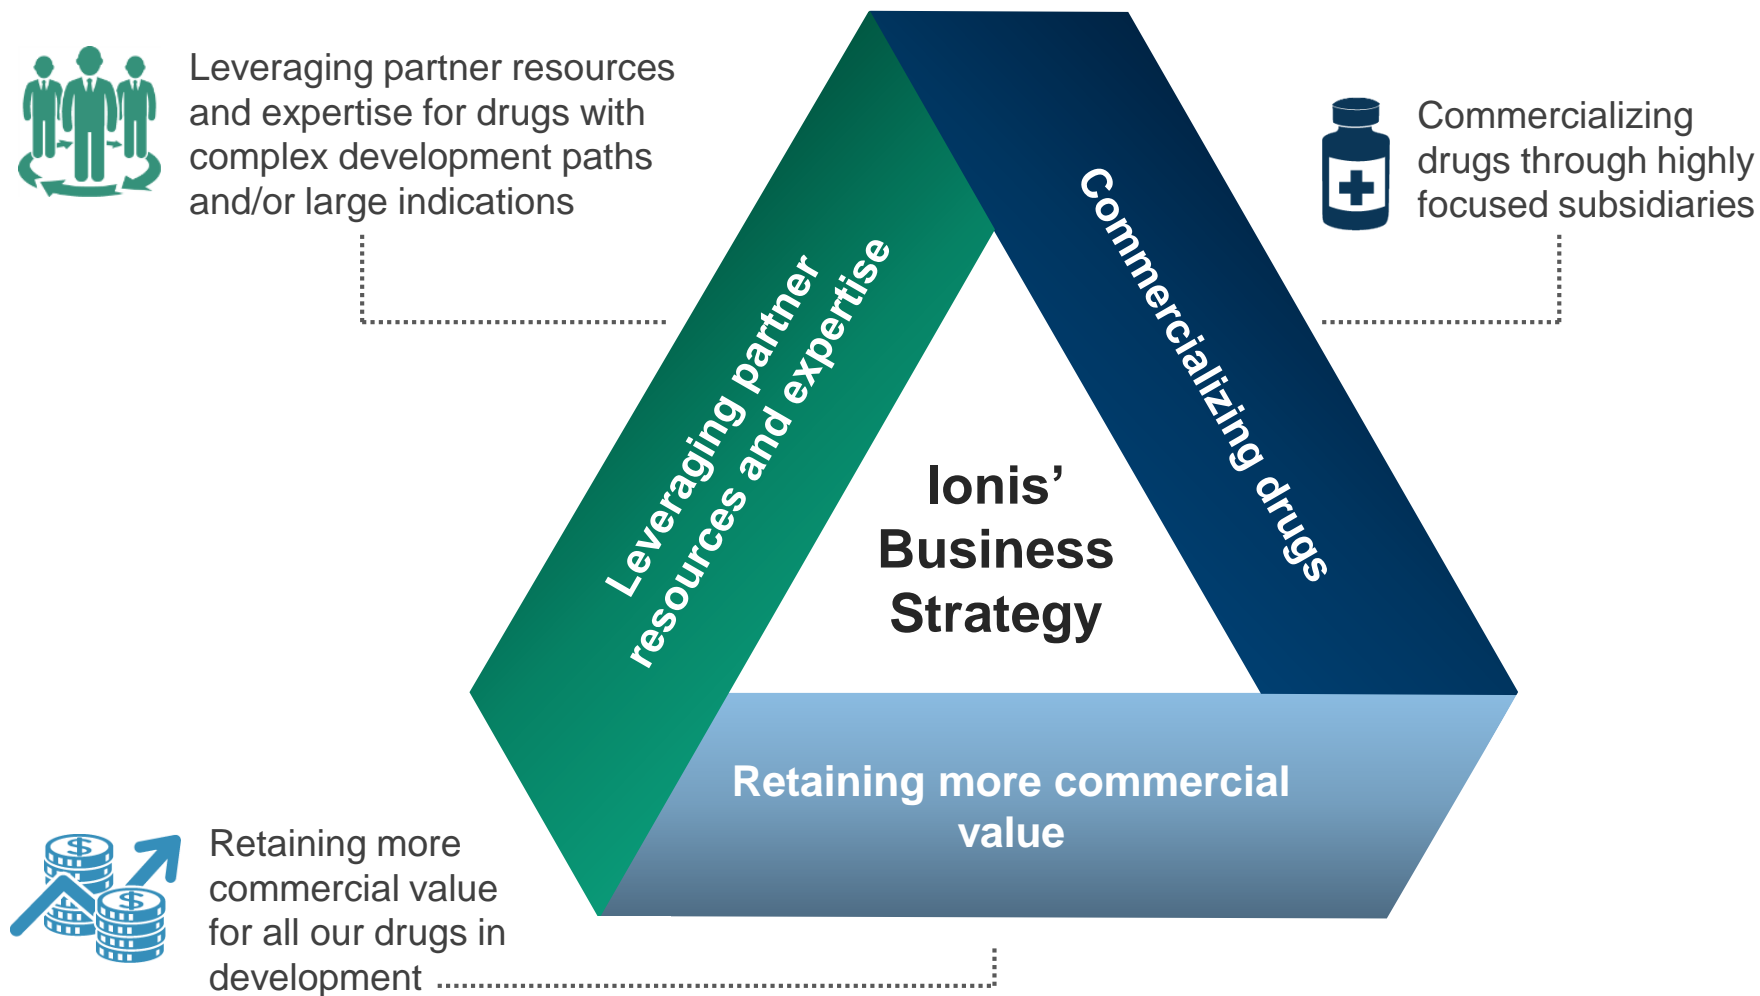 Leveraging partner resources
and expertise for drugs with
complex development paths
and/or large indications
Commercializing
drugs through highly
focused subsidiaries
Leveraging partner
resources and expertise
Commercializing drugs
Ionis’
Business
Strategy
Retaining more commercial
value
Retaining more
commercial value
for all our drugs in
development
$
$